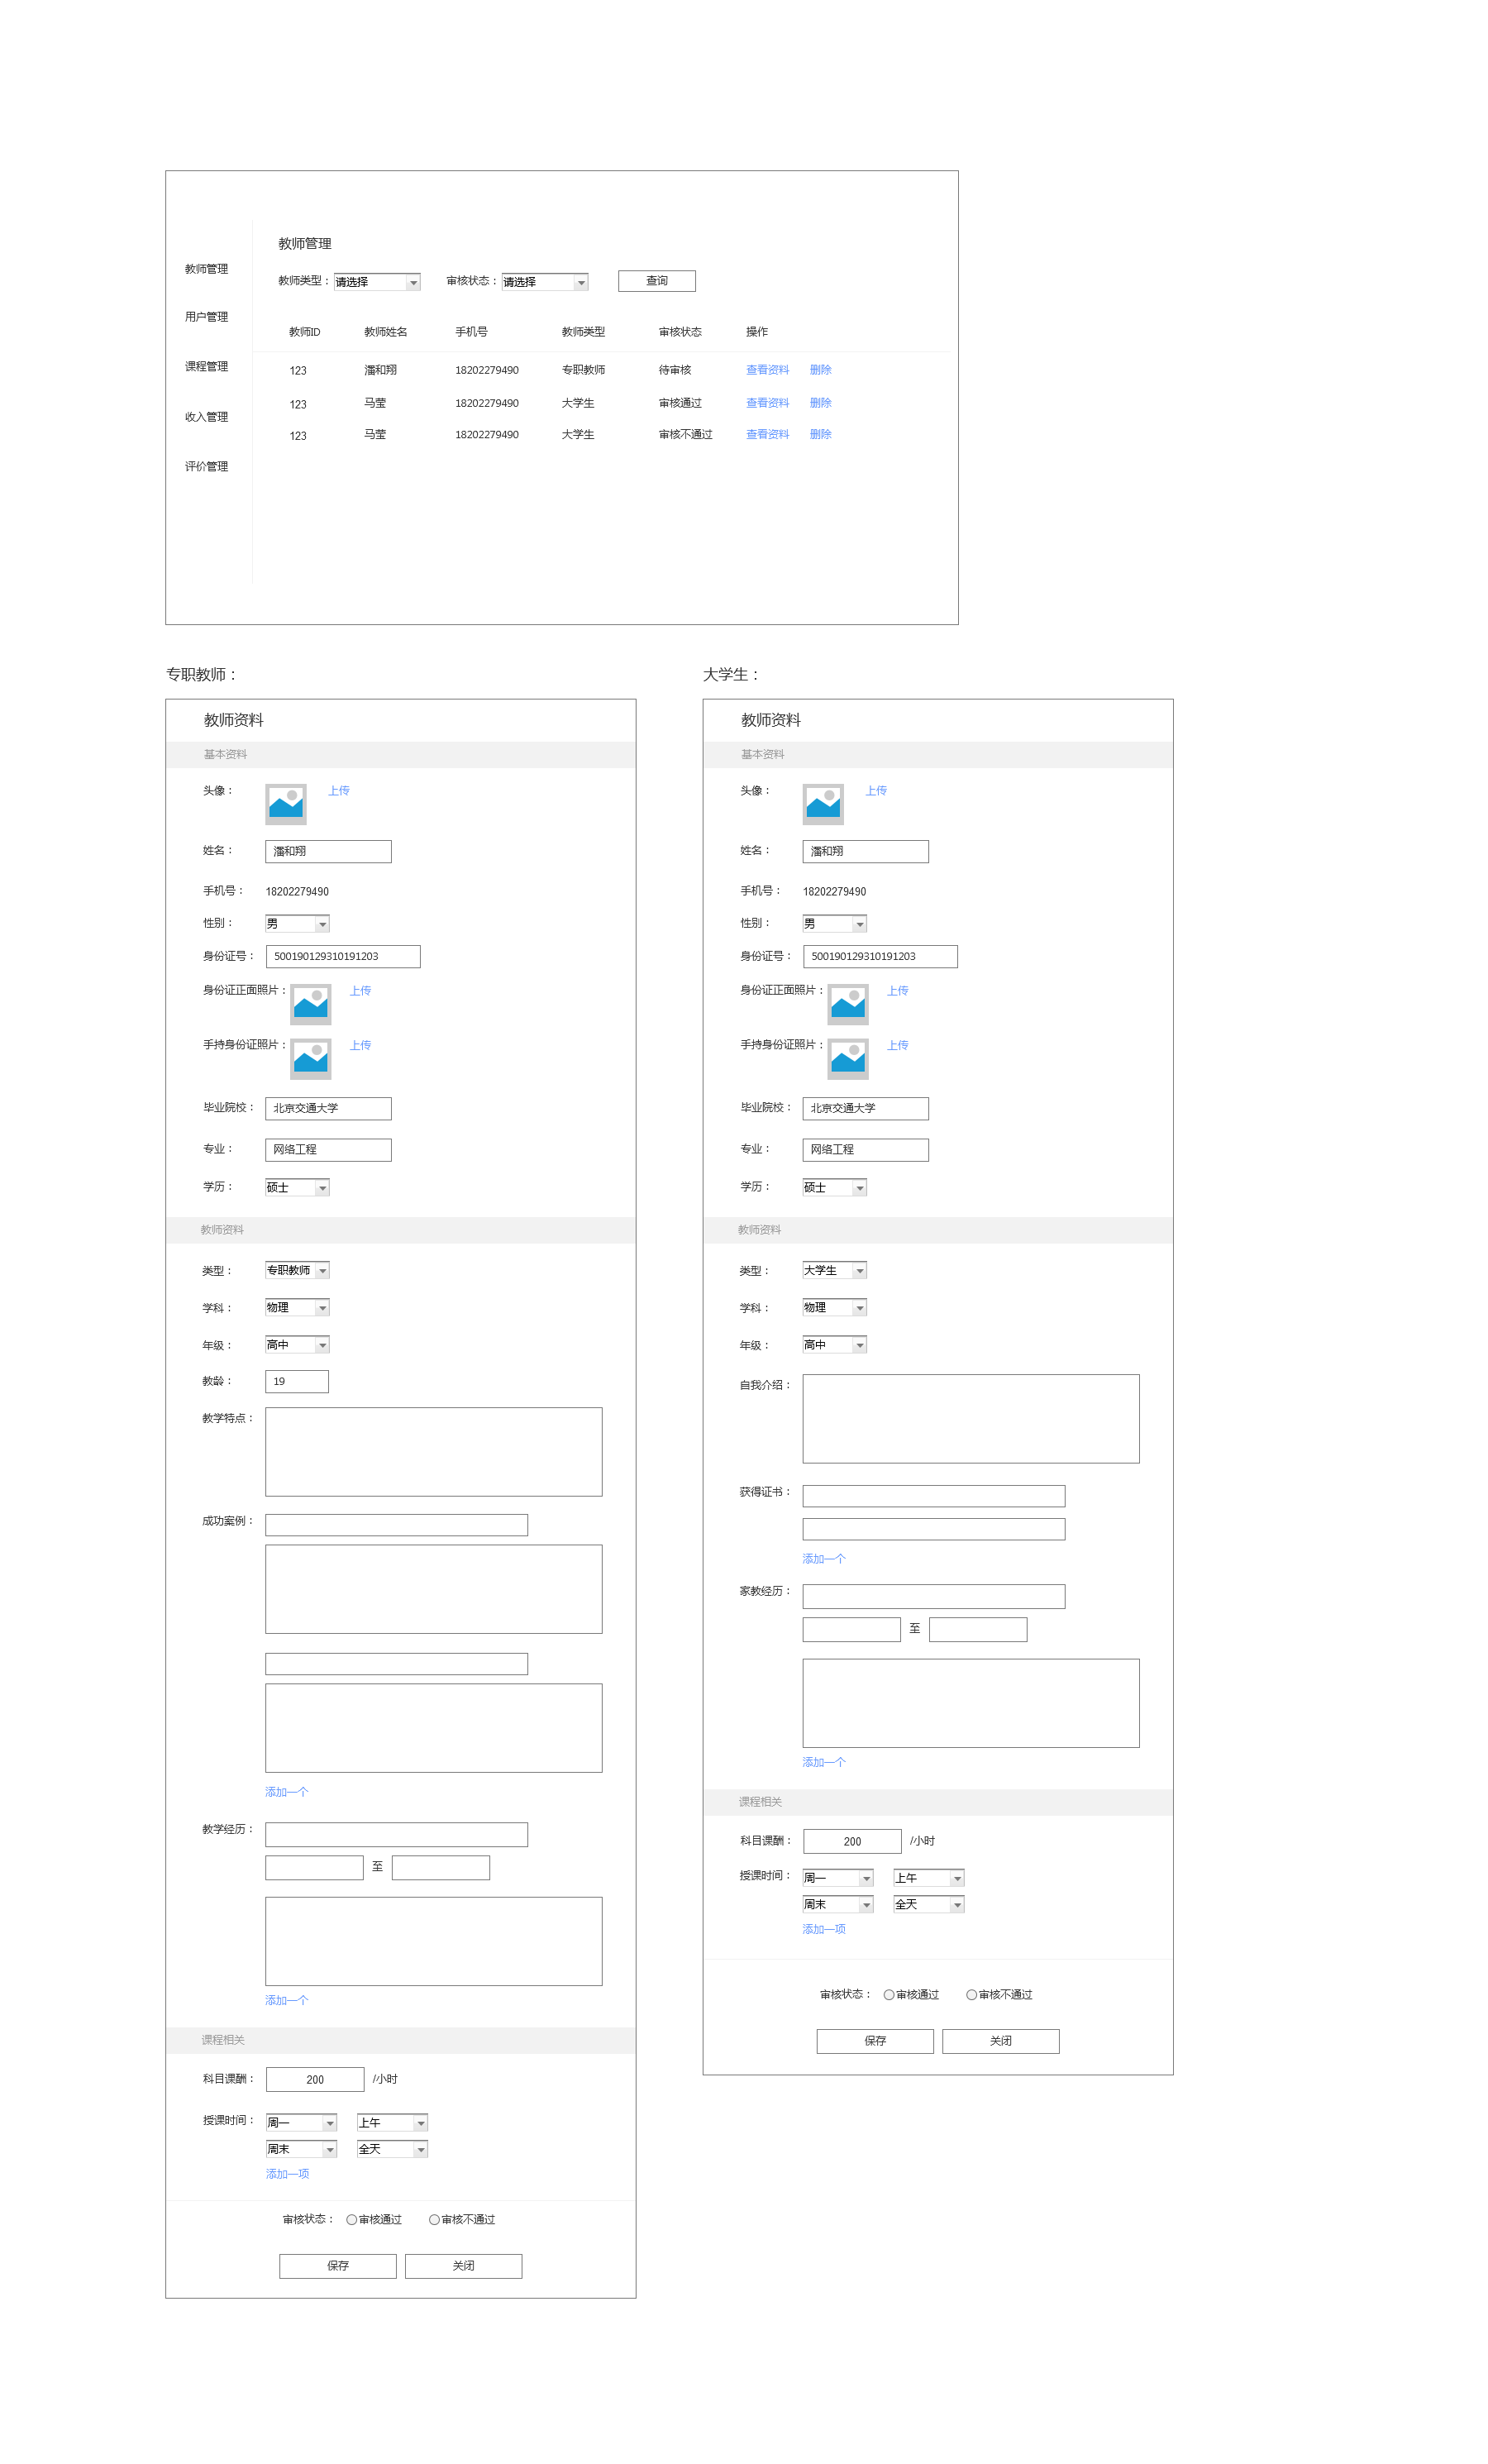 教师管理
教师管理
用户管理
课程管理
收入管理
评价管理
教师类型： 请选择 审核状态： 请选择 查询
教师ID 教师姓名 手机号 教师类型 审核状态 操作
123 潘和翔 18202279490 专职教师 待审核 查看资料 删除
123 马莹 18202279490 大学生 审核通过 查看资料 删除
123 马莹 18202279490 大学生 审核不通过 查看资料 删除
专职教师：
教师资料
基本资料
头像： 上传
姓名： 潘和翔
手机号： 18202279490
性别： 男
身份证号： 500190129310191203
身份证正面照片： 上传
手持身份证照片： 上传
毕业院校： 北京交通大学
专业： 网络工程
学历： 硕士
教师资料
类型： 专职教师
学科： 物理
年级： 高中
教龄： 19
教学特点：
成功案例：
添加一个
教学经历：
至
添加一个
课程相关
科目课酬： 200 /小时
授课时间： 周一 上午
周末 全天
添加一项
审核状态： 审核通过 审核不通过
保存 关闭
大学生：
教师资料
基本资料
头像： 上传
姓名： 潘和翔
手机号： 18202279490
性别： 男
身份证号： 500190129310191203
身份证正面照片： 上传
手持身份证照片： 上传
毕业院校： 北京交通大学
专业： 网络工程
学历： 硕士
教师资料
类型： 大学生
学科： 物理
年级： 高中
自我介绍：
获得证书：
添加一个
家教经历：
至
添加一个
课程相关
科目课酬： 200 /小时
授课时间： 周一 上午
周末 全天
添加一项
审核状态： 审核通过 审核不通过
保存 关闭